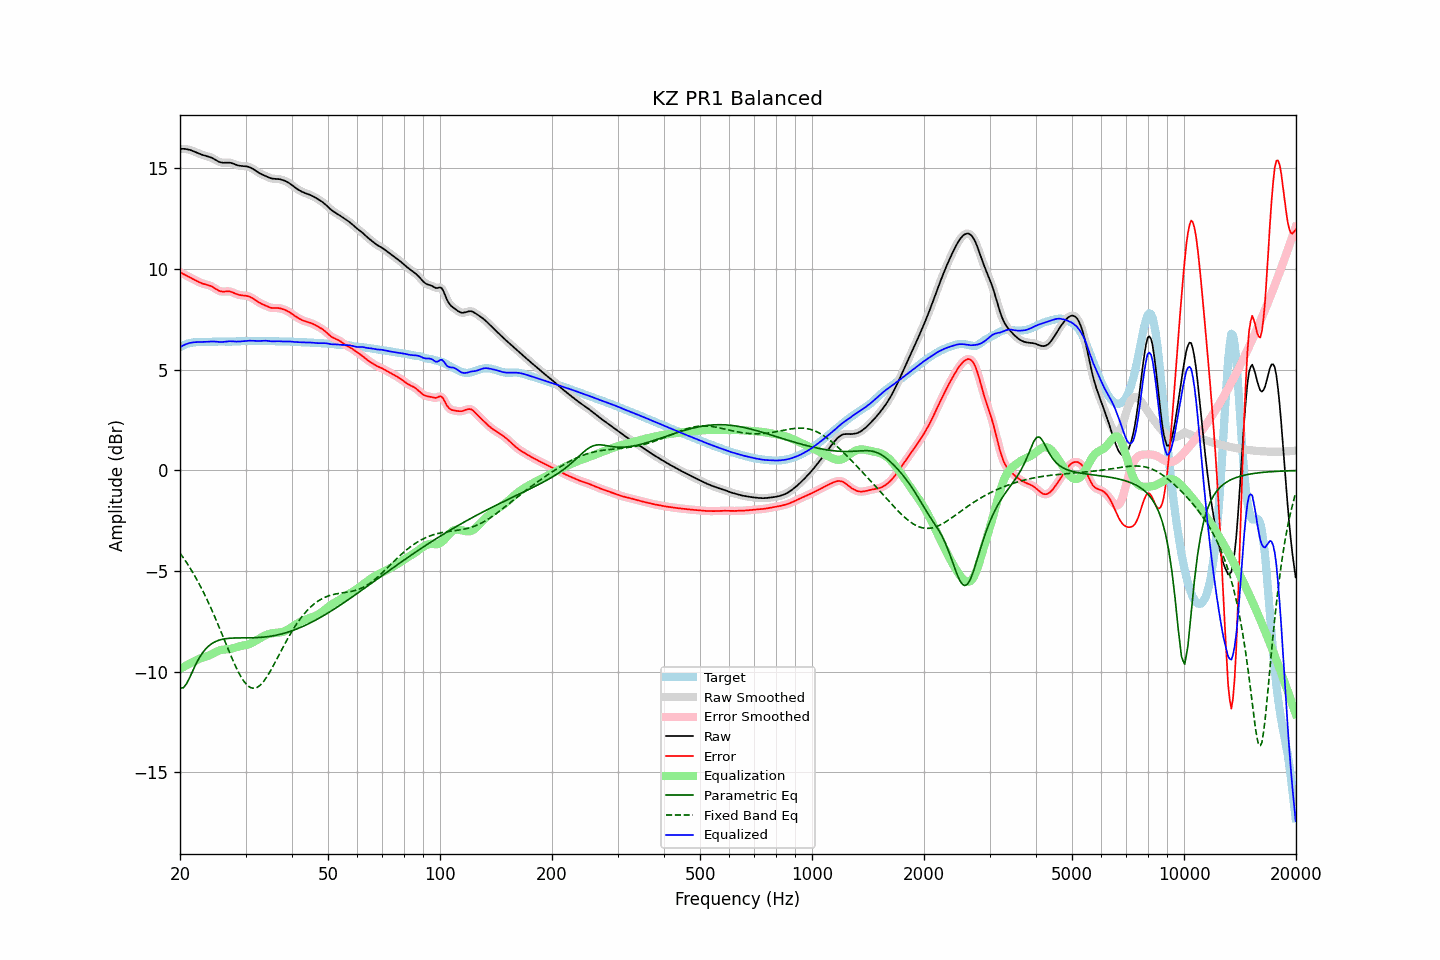 KZ PR1 Balanced
Amplitude (dBr)
15
10
5
0
−5
−10
−15
20
50
100
200
500
1000
2000
5000
10000
20000
Frequency (Hz)
Target
Raw Smoothed
Error Smoothed
Raw
Error
Equalization
Parametric Eq
Fixed Band Eq
Equalized